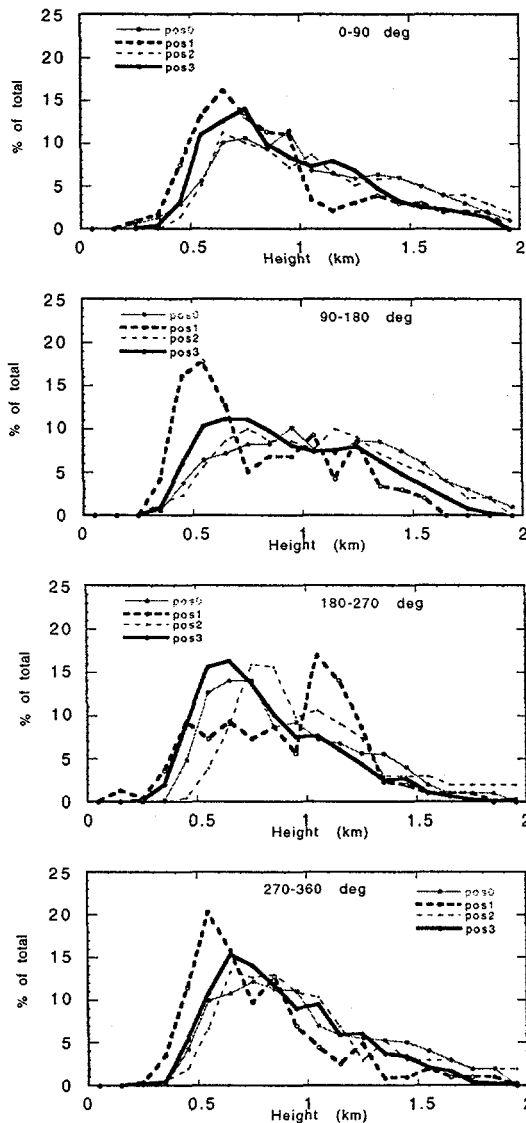 25
pos0
0-90 deg
pos1
20
pos2
pos3
15
% of total
10
5
0
0 0.5 1 1.5 2
Height (km)
25
pos0
90-180 deg
pos1
20
pos2
pos3
15
% of total
10
5
0
0 0.5 1 1.5 2
Height (km)
25
pos0
180-270 deg
pos1
20
pos2
pos3
15
% of total
10
5
0
0 0.5 1 1.5 2
Height (km)
25
270-360 deg
pos0
pos1
20
pos2
pos3
15
% of total
10
5
0
0 0.5 1 1.5 2
Height (km)